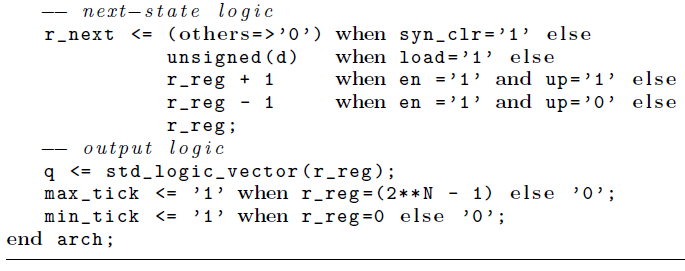 -- next-state logic
r_next <= (others=>'0') when syn_clr='1' else
unsigned(d) when load='1' else
r_reg + 1 when en ='1' and up='1' else
r_reg - 1 when en ='1' and up='0' else
r_reg;
-- output logic
q <= std_logic_vector(r_reg);
max_tick <= '1' when r_reg=(2**N - 1) else '0';
min_tick <= '1' when r_reg=0 else '0';
end arch;